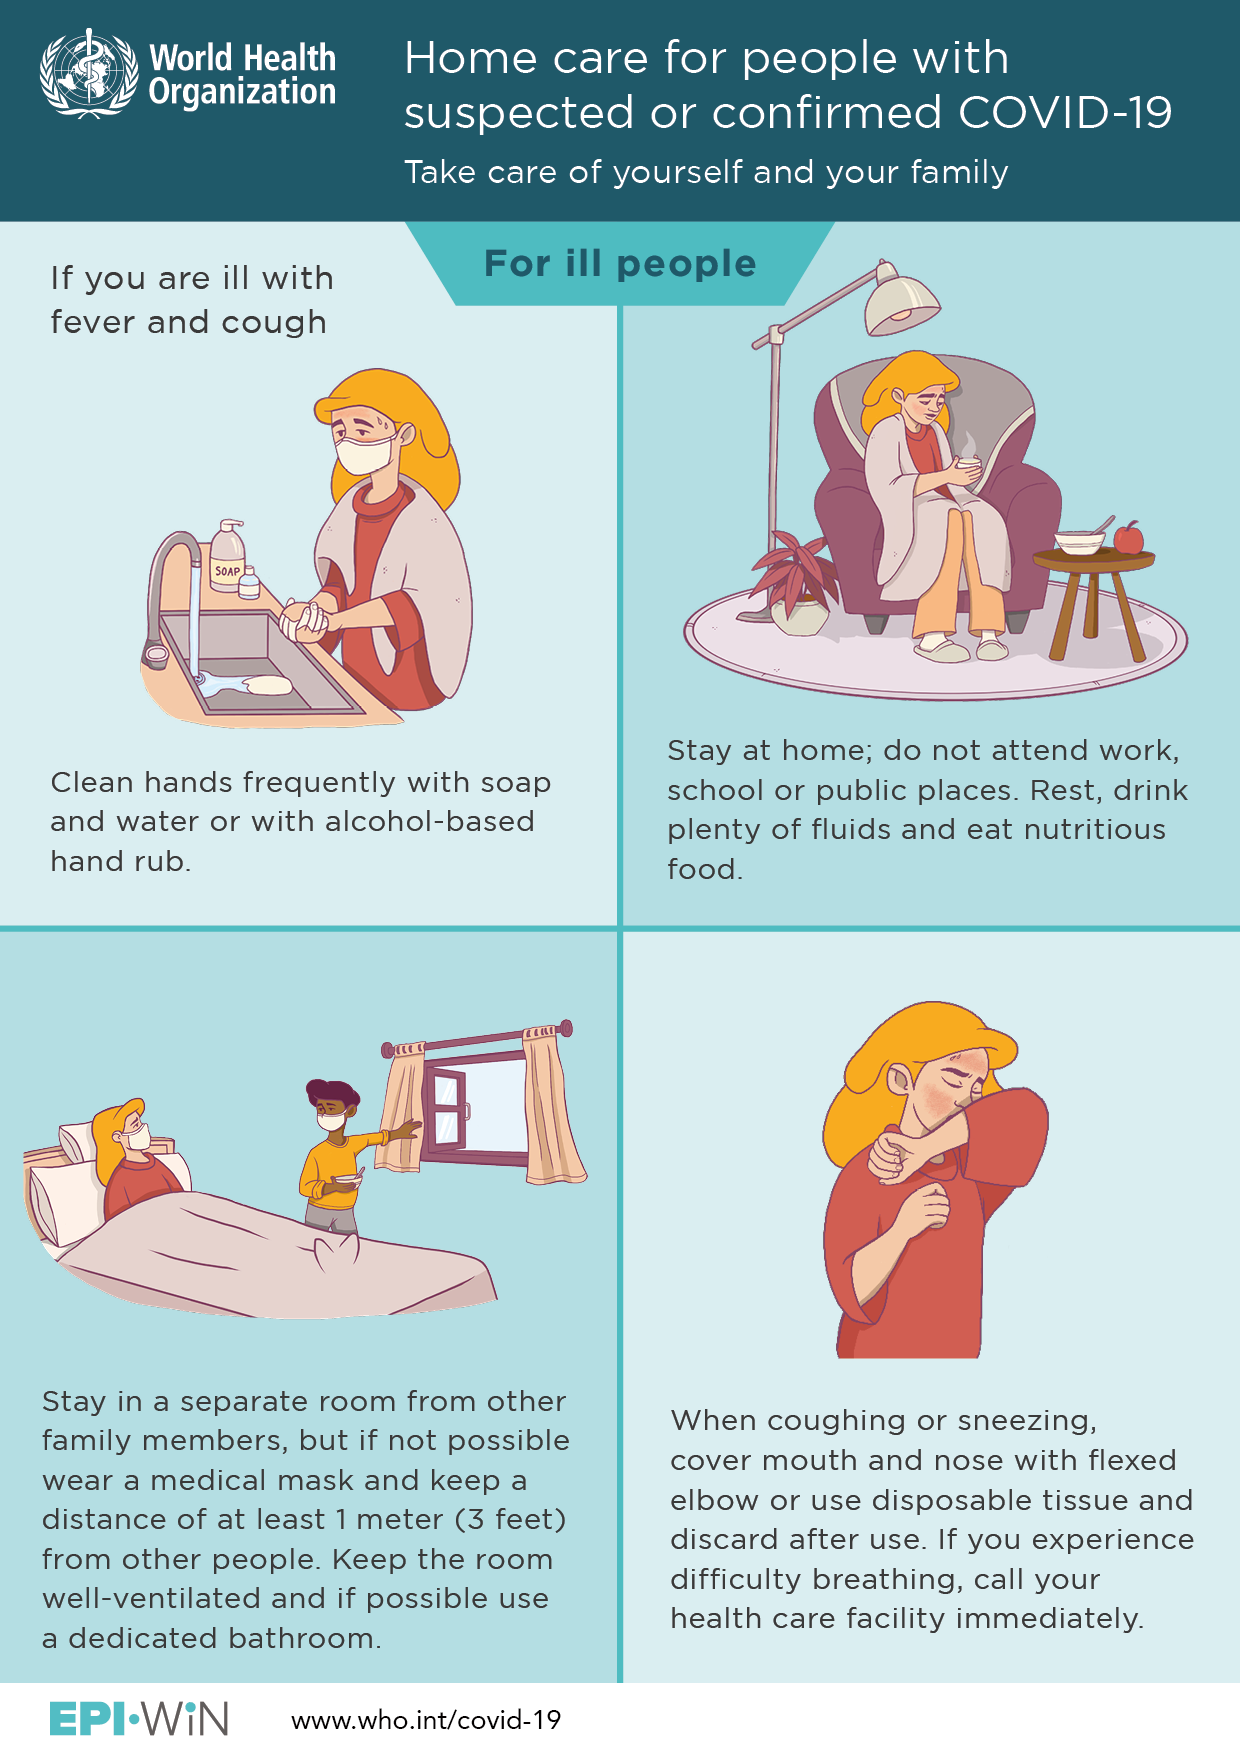 World Health
Organization
Home care for people with
suspected or confirmed COVID-19
Take care of yourself and your family
For ill people
If you are ill with
fever and cough
SOAP
Clean hands frequently with soap
and water or with alcohol-based
hand rub.
Stay at home; do not attend work,
school or public places. Rest, drink
plenty of fluids and eat nutritious
food.
Stay in a separate room from other
family members, but if not possible
wear a medical mask and keep a
distance of at least 1 meter (3 feet)
from other people. Keep the room
well-ventilated and if possible use
a dedicated bathroom.
When coughing or sneezing,
cover mouth and nose with flexed
elbow or use disposable tissue and
discard after use. If you experience
difficulty breathing, call your
health care facility immediately.
EPI•WiN
www.who.int/covid-19